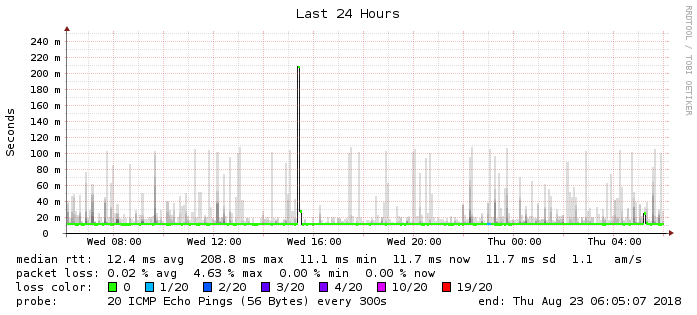 Last 24 Hours
RRDTOOL / TOBI OETIKER
Seconds
240 m
220 m
200 m
180 m
160 m
140 m
120 m
100 m
80 m
60 m
40 m
20 m
0
Wed 08:00 Wed 12:00 Wed 16:00 Wed 20:00 Thu 00:00 Thu 04:00
median rtt: 12.4 ms avg 208.8 ms max 11.1 ms min 11.7 ms now 11.7 ms sd 1.1 am/s
packet loss: 0.02 % avg 4.63 % max 0.00 % min 0.00 % now
loss color: 0 1/20 2/20 3/20 4/20 10/20 19/20
probe: 20 ICMP Echo Pings (56 Bytes) every 300s end: Thu Aug 23 06:05:07 2018